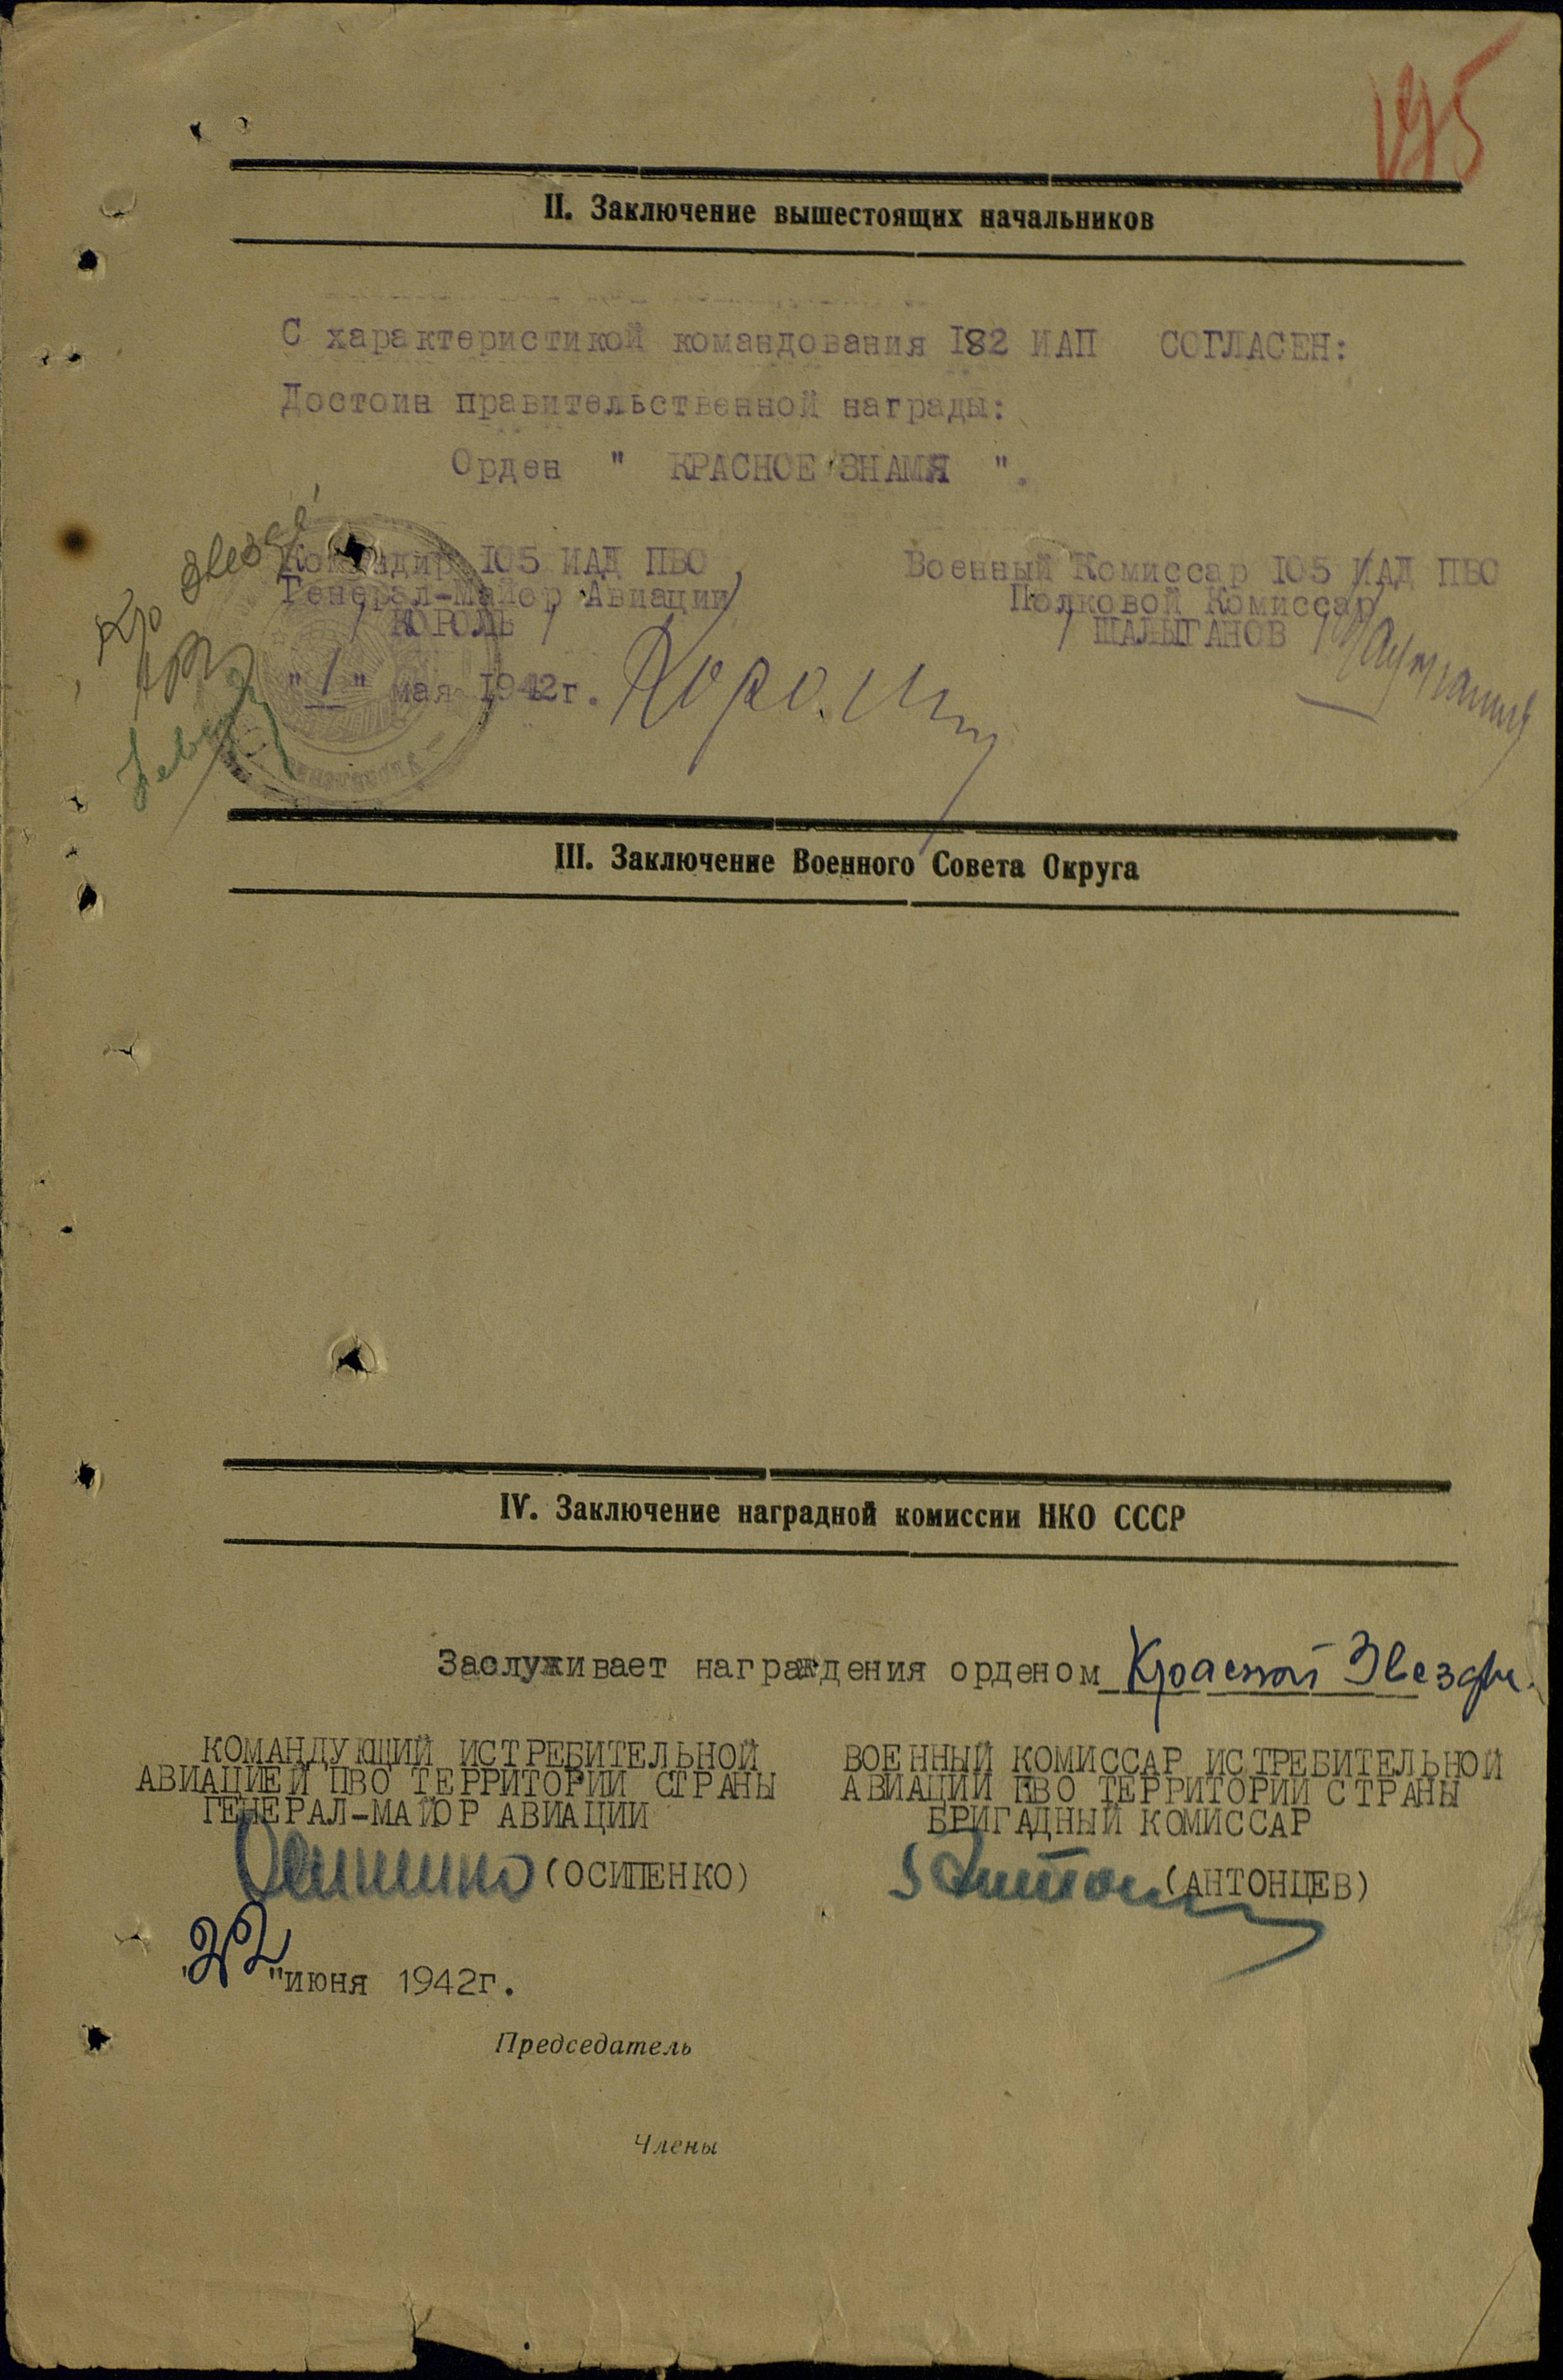 195
II. Заключение вышестоящих начальников
С характеристикой командования 182 ИАП СОГЛАСЕН:
Достоин правительственной награды:
Орден " КРАСНОЕ ЗНАМЯ ".
Кр звезда
Командир 105 ИАД ПВО
Генерал-Майор Авиации
/ КОРОЛЬ /
"1" мая 1942г.
Военный Комиссар 105 ИАД ПВО
Полковой Комиссар
/ ШАЛЫГАНОВ /
III. Заключение Военного Совета Округа
IV. Заключение наградной комиссии НКО СССР
Заслуживает награждения орденом Красной Звезды.
КОМАНДУЮЩИЙ ИСТРЕБИТЕЛЬНОЙ
АВИАЦИЕЙ ПВО ТЕРРИТОРИИ СТРАНЫ
ГЕНЕРАЛ-МАЙОР АВИАЦИИ
(ОСИПЕНКО)
ВОЕННЫЙ КОМИССАР ИСТРЕБИТЕЛЬНОЙ
АВИАЦИИ ПВО ТЕРРИТОРИИ СТРАНЫ
БРИГАДНЫЙ КОМИССАР
(АНТОНЦЕВ)
"22"июня 1942г.
Председатель
Члены